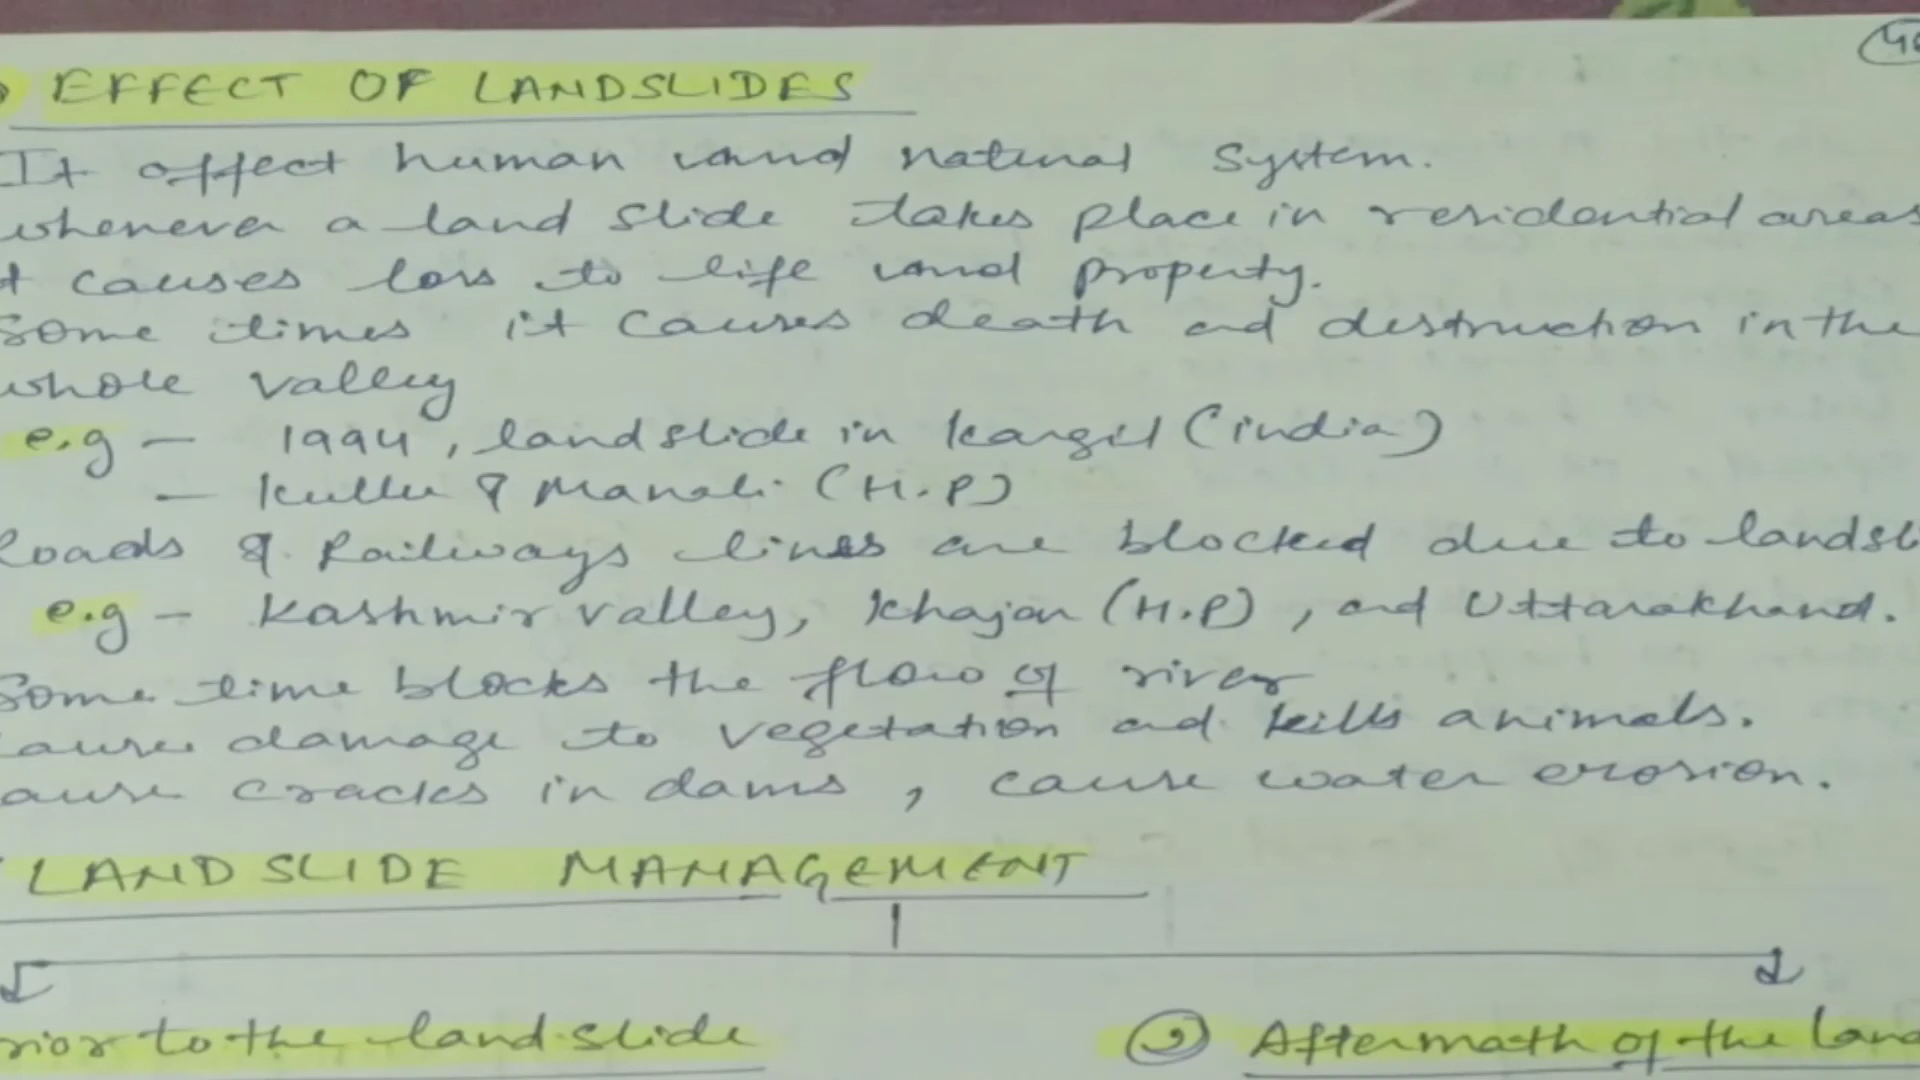 EFFECT OF LANDSLIDES
It affect human and natural system.
whenever a land slide takes place in residential areas
t causes loss to life and property.
Some times it causes death and destruction in the
whole valley
e.g - 1994, landslide in Kargil (india)
- Kullu & Manali (H.P)
Roads & Railways lines are blocked due to landsl
e.g - Kashmir valley, Khajan (H.P), and Uttarakhand.
Some time blocks the flow of river
cause damage to vegetation and kills animals.
ause cracks in dams, cause water erosion.
LANDSLIDE MANAGEMENT
rior to the landslide
② Aftermath of the land